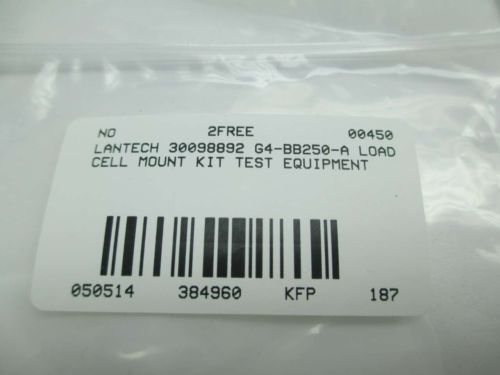 NO 2FREE 00450
LANTECH 30098892 G4-BB250-A LOAD
CELL MOUNT KIT TEST EQUIPMENT
050514 384960 KFP 187